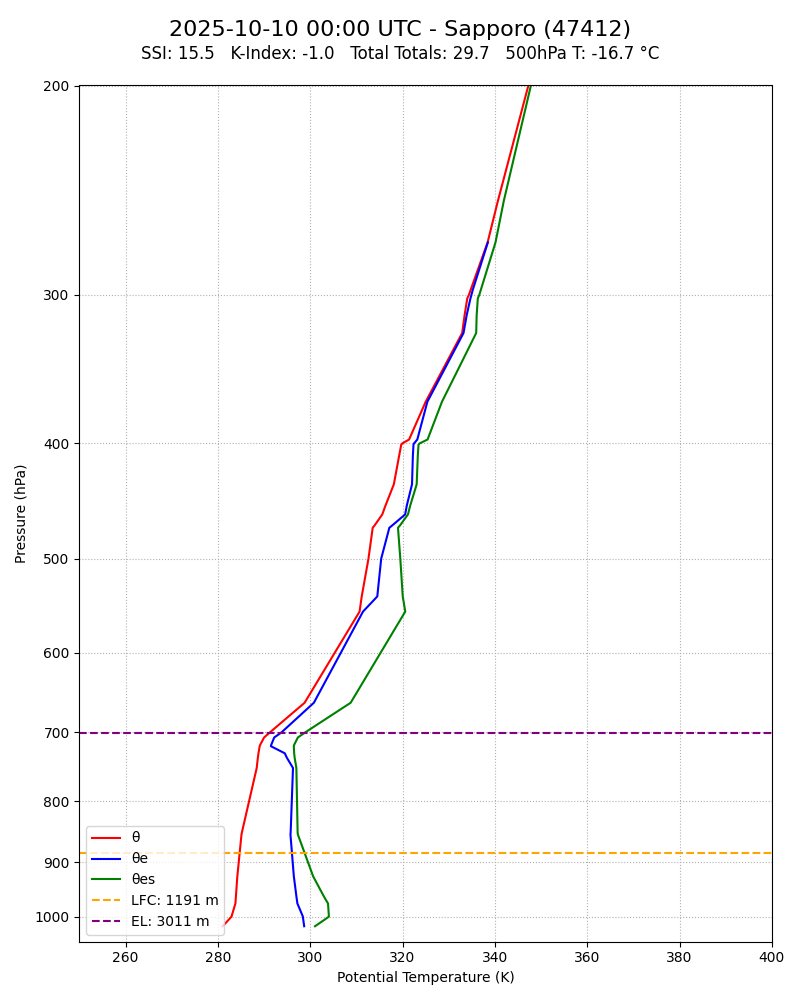 2025-10-10 00:00 UTC - Sapporo (47412)
SSI: 15.5   K-Index: -1.0   Total Totals: 29.7   500hPa T: -16.7 °C
200
300
400
500
600
700
800
900
1000
Pressure (hPa)
θ
θe
θes
LFC: 1191 m
EL: 3011 m
260 280 300 320 340 360 380 400
Potential Temperature (K)